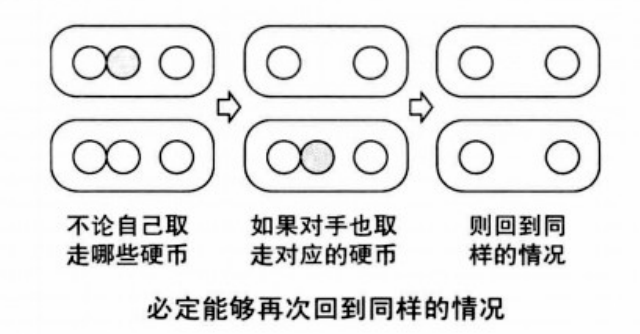 不论自己取
走哪些硬币
如果对手也取
走对应的硬币
则回到同
样的情况
必定能够再次回到同样的情况